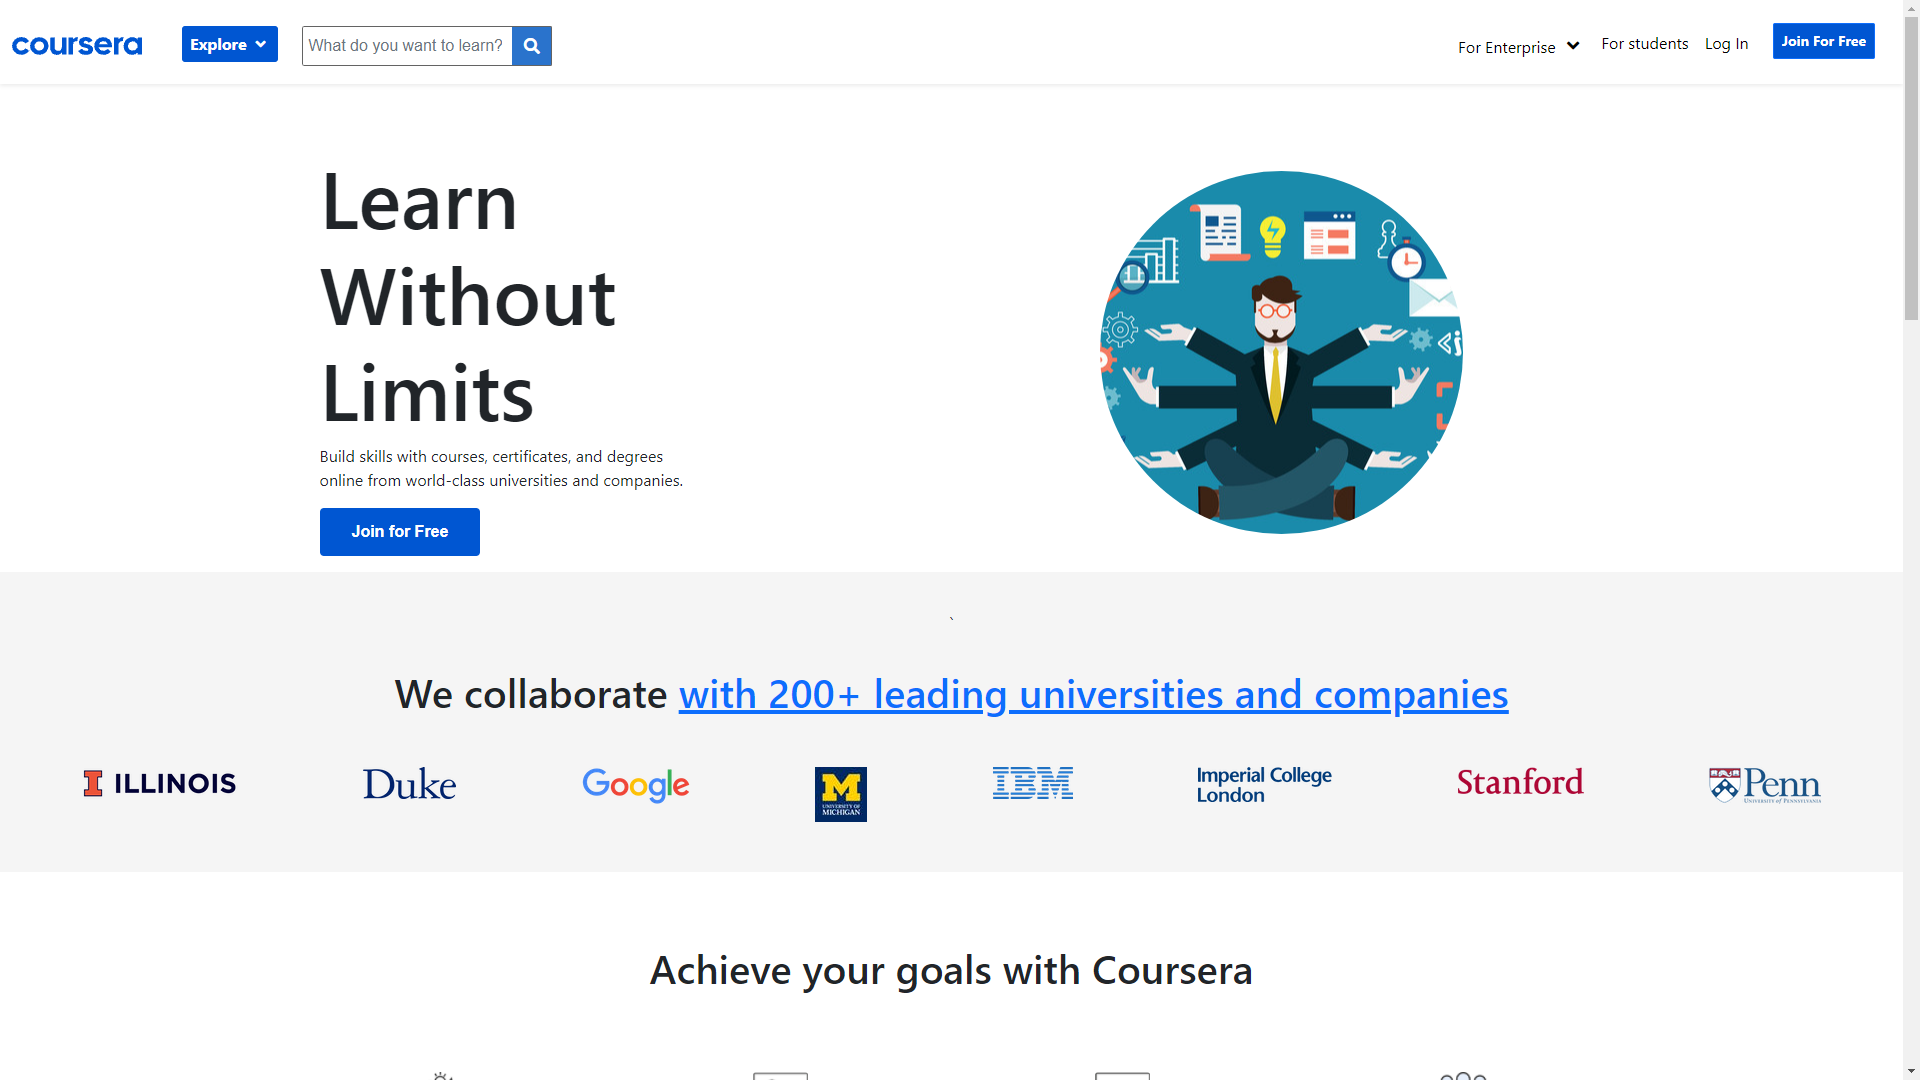 coursera
Explore
What do you want to learn?
For Enterprise
For students
Log In
Join For Free
Learn
Without
Limits
Build skills with courses, certificates, and degrees
online from world-class universities and companies.
Join for Free
`
We collaborate with 200+ leading universities and companies
I ILLINOIS
Duke
Google
M
UNIVERSITY OF
MICHIGAN
IBM
Imperial College
London
Stanford
Penn
UNIVERSITY of PENNSYLVANIA
Achieve your goals with Coursera